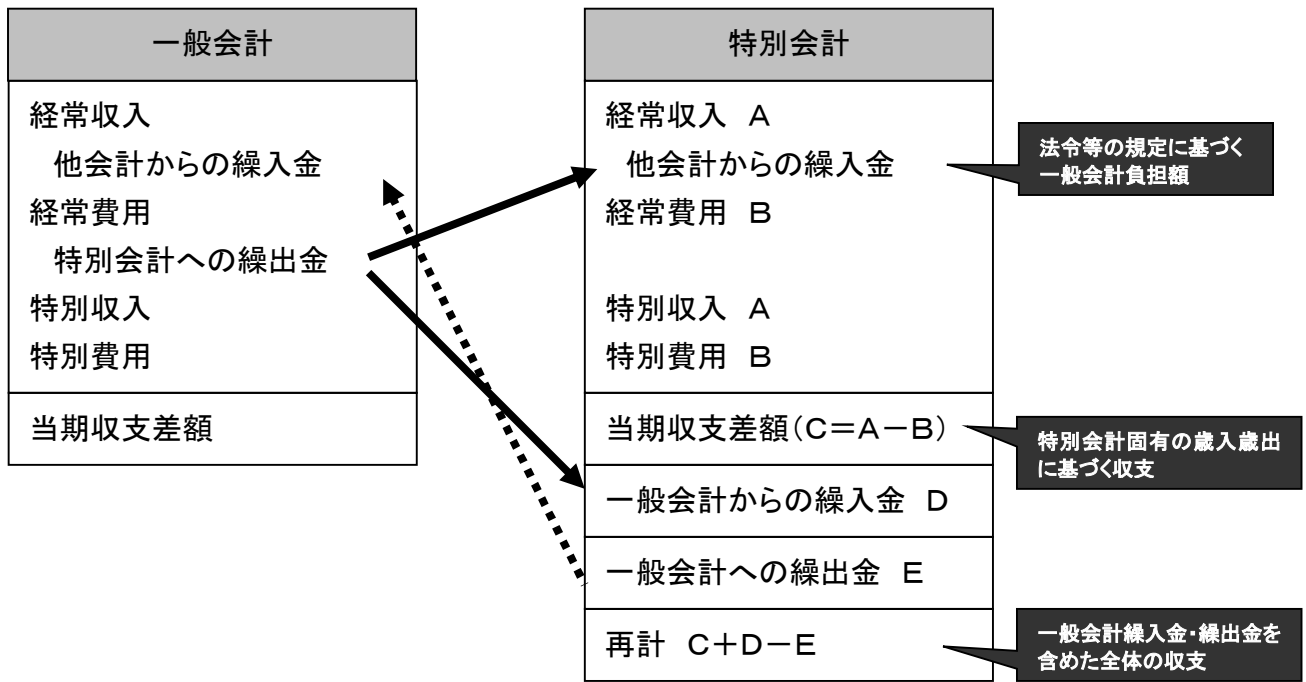 一般会計
経常収入
他会計からの繰入金
経常費用
特別会計への繰出金
特別収入
特別費用
当期収支差額
特別会計
経常収入 A
他会計からの繰入金
経常費用 B
特別収入 A
特別費用 B
当期収支差額(C=A-B)
一般会計からの繰入金 D
一般会計への繰出金 E
再計 C+D-E
法令等の規定に基づく
一般会計負担額
特別会計固有の歳入歳出
に基づく収支
一般会計繰入金・繰出金を
含めた全体の収支